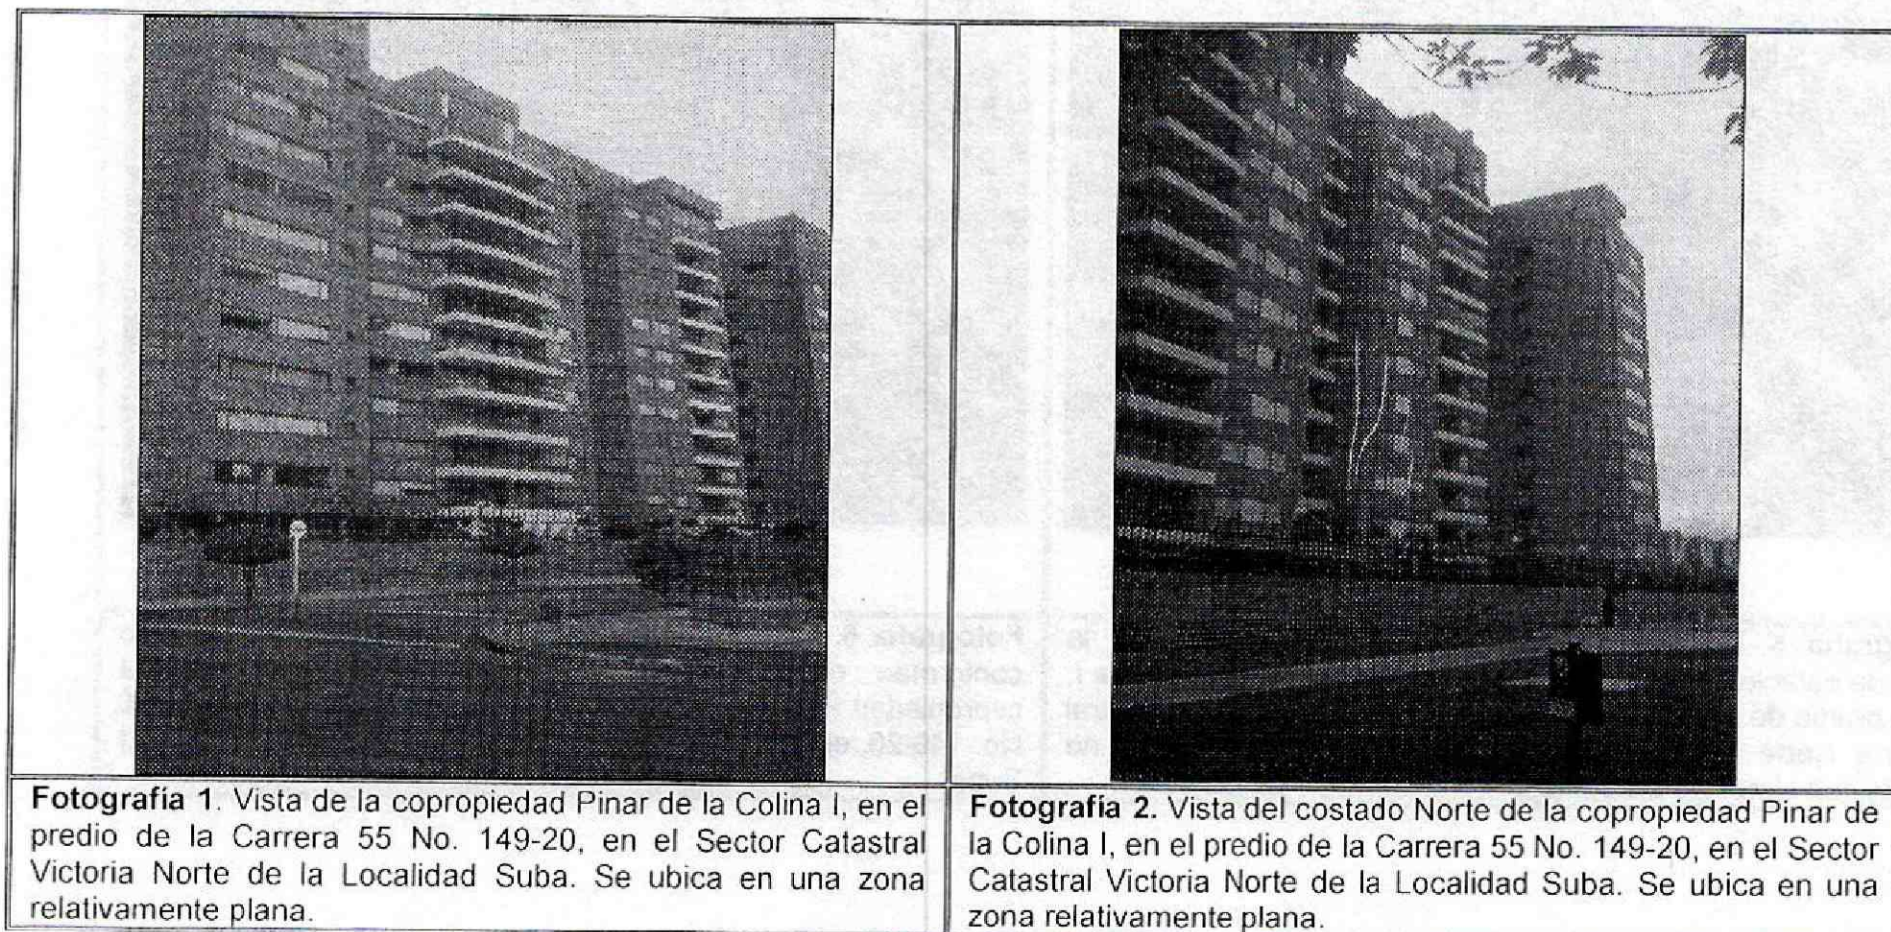 Fotografía 1. Vista de la copropiedad Pinar de la Colina I, en el
predio de la Carrera 55 No. 149-20, en el Sector Catastral
Victoria Norte de la Localidad Suba. Se ubica en una zona
relativamente plana.
Fotografía 2. Vista del costado Norte de la copropiedad Pinar de
la Colina I, en el predio de la Carrera 55 No. 149-20, en el Sector
Catastral Victoria Norte de la Localidad Suba. Se ubica en una
zona relativamente plana.